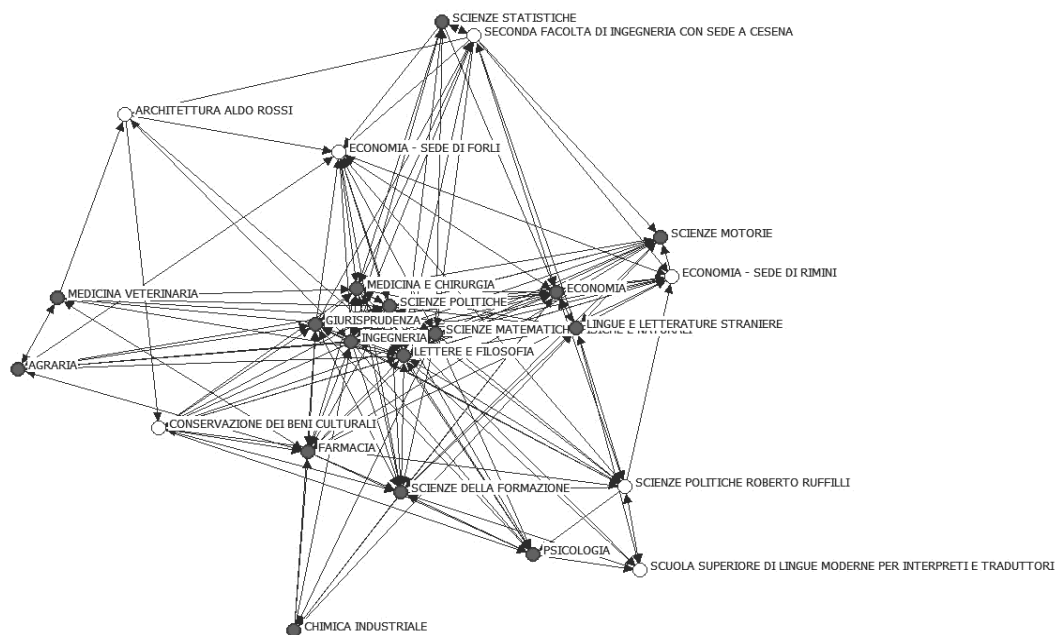 SCIENZE STATISTICHE
SECONDA FACOLTA DI INGEGNERIA CON SEDE A CESENA
ARCHITETTURA ALDO ROSSI
ECONOMIA - SEDE DI FORLI
SCIENZE MOTORIE
ECONOMIA - SEDE DI RIMINI
MEDICINA E CHIRURGIA
ECONOMIA
MEDICINA VETERINARIA
SCIENZE POLITICHE
GIURISPRUDENZA
LINGUE E LETTERATURE STRANIERE
SCIENZE MATEMATICH
INGEGNERIA
LETTERE E FILOSOFIA
AGRARIA
CONSERVAZIONE DEI BENI CULTURALI
FARMACIA
SCIENZE DELLA FORMAZIONE
SCIENZE POLITICHE ROBERTO RUFFILLI
PSICOLOGIA
SCUOLA SUPERIORE DI LINGUE MODERNE PER INTERPRETI E TRADUTTORI
CHIMICA INDUSTRIALE